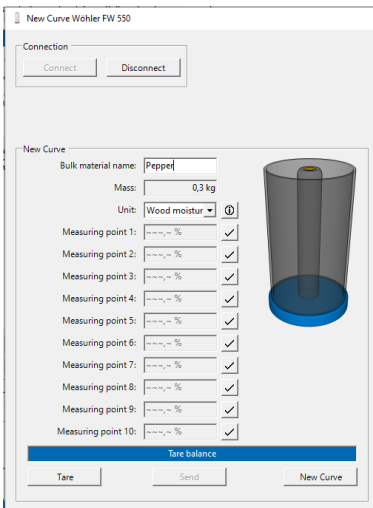 New Curve Wöhler FW 550
Connection
Connect Disconnect
New Curve
Bulk material name: Pepper
Mass: 0,3 kg
Unit: Wood moistur
Measuring point 1: ~~~,~ %
Measuring point 2: ~~~,~ %
Measuring point 3: ~~~,~ %
Measuring point 4: ~~~,~ %
Measuring point 5: ~~~,~ %
Measuring point 6: ~~~,~ %
Measuring point 7: ~~~,~ %
Measuring point 8: ~~~,~ %
Measuring point 9: ~~~,~ %
Measuring point 10: ~~~,~ %
Tare balance
Tare Send New Curve